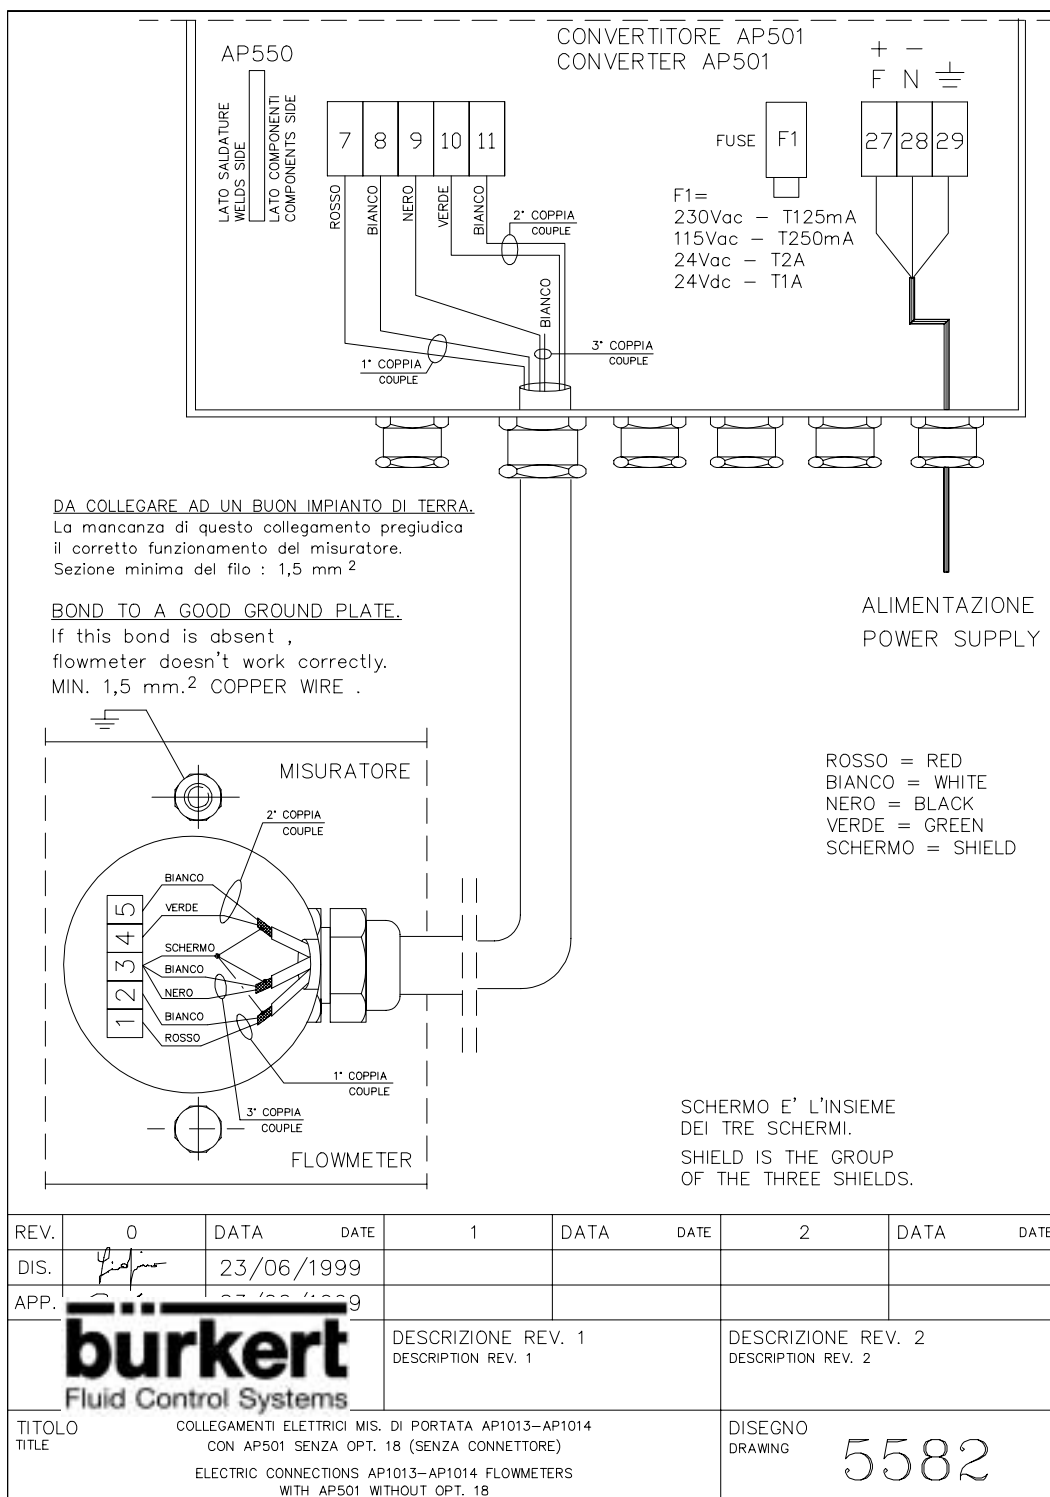 AP550
CONVERTITORE AP501
CONVERTER AP501
+ −
F N
LATO SALDATURE
WELDS SIDE
LATO COMPONENTI
COMPONENTS SIDE
7 8 9 10 11
FUSE F1
27 28 29
ROSSO
BIANCO
NERO
VERDE
BIANCO
2° COPPIA
COUPLE
F1=
230Vac − T125mA
115Vac − T250mA
24Vac − T2A
24Vdc − T1A
BIANCO
1° COPPIA
COUPLE
3° COPPIA
COUPLE
DA COLLEGARE AD UN BUON IMPIANTO DI TERRA.
La mancanza di questo collegamento pregiudica
il corretto funzionamento del misuratore.
Sezione minima del filo : 1,5 mm 2
BOND TO A GOOD GROUND PLATE.
If this bond is absent ,
flowmeter doesn't work correctly.
MIN. 1,5 mm.2 COPPER WIRE .
ALIMENTAZIONE
POWER SUPPLY
MISURATORE
2° COPPIA
COUPLE
ROSSO = RED
BIANCO = WHITE
NERO = BLACK
VERDE = GREEN
SCHERMO = SHIELD
5
4
3
2
1
BIANCO
VERDE
SCHERMO
BIANCO
NERO
BIANCO
ROSSO
1° COPPIA
COUPLE
3° COPPIA
COUPLE
FLOWMETER
SCHERMO E' L'INSIEME
DEI TRE SCHERMI.
SHIELD IS THE GROUP
OF THE THREE SHIELDS.
REV. 0 DATA DATE 1 DATA DATE 2 DATA DATE
DIS. 23/06/1999
APP.
bürkert
Fluid Control Systems
DESCRIZIONE REV. 1
DESCRIPTION REV. 1
DESCRIZIONE REV. 2
DESCRIPTION REV. 2
TITOLO
TITLE
COLLEGAMENTI ELETTRICI MIS. DI PORTATA AP1013−AP1014
CON AP501 SENZA OPT. 18 (SENZA CONNETTORE)
ELECTRIC CONNECTIONS AP1013−AP1014 FLOWMETERS
WITH AP501 WITHOUT OPT. 18
DISEGNO
DRAWING
5582